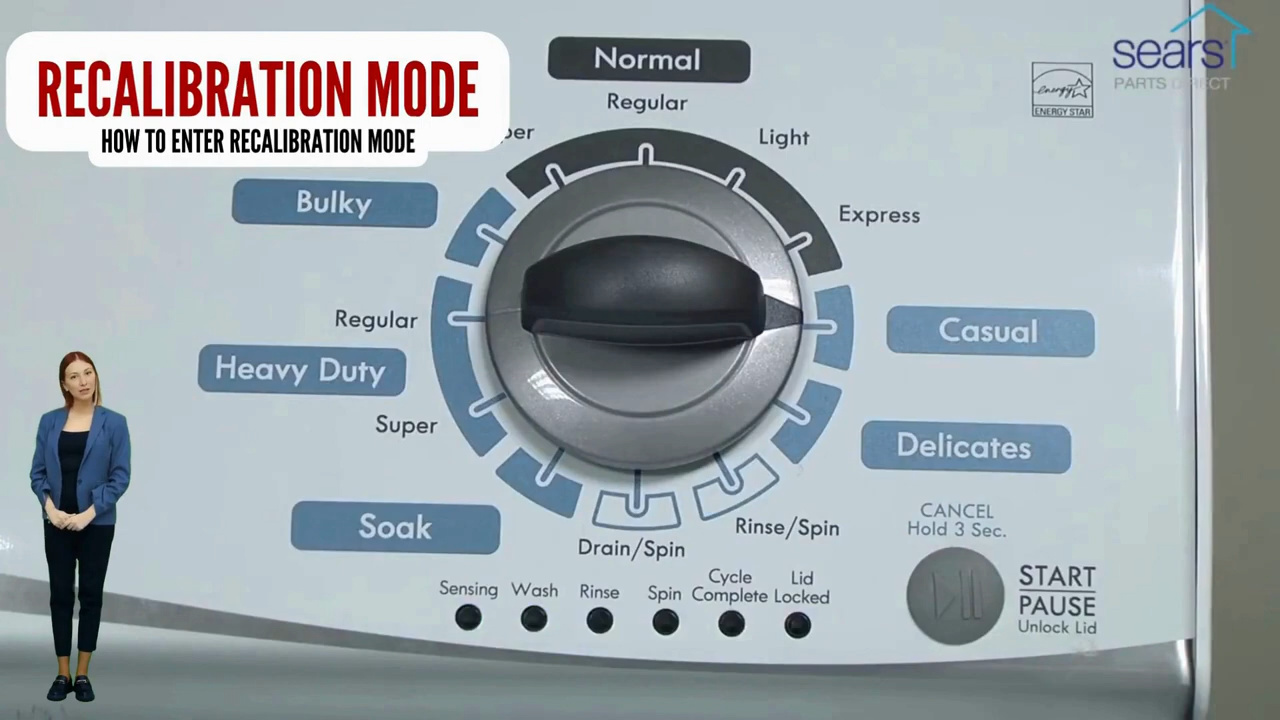 RECALIBRATION MODE
HOW TO ENTER RECALIBRATION MODE
sears
PARTS DIRECT
energy
ENERGY STAR
Normal
Regular
Light
Express
Bulky
Regular
Heavy Duty
Super
Soak
Casual
Delicates
Rinse/Spin
Drain/Spin
CANCEL
Hold 3 Sec.
START
PAUSE
Unlock Lid
Sensing
Wash
Rinse
Spin
Cycle
Complete
Lid
Locked